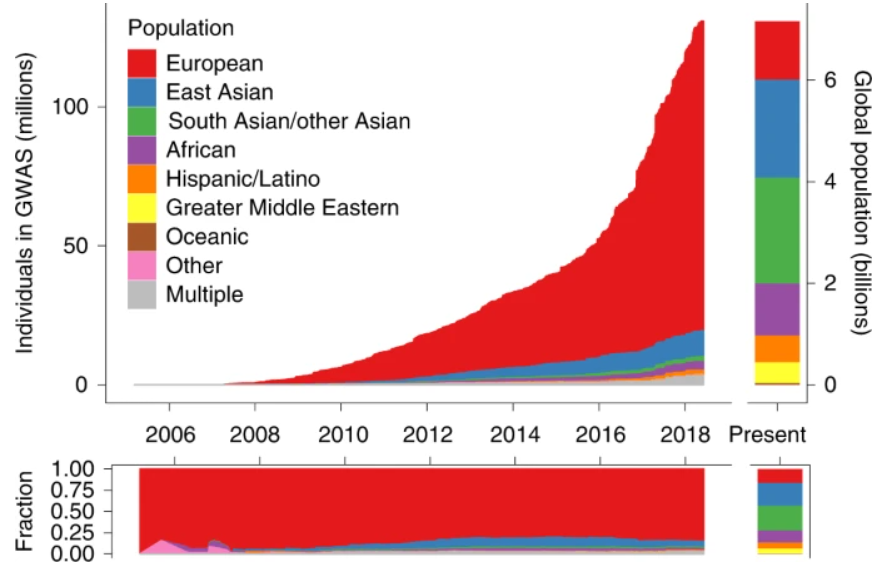 Population
European
East Asian
South Asian/other Asian
African
Hispanic/Latino
Greater Middle Eastern
Oceanic
Other
Multiple
Individuals in GWAS (millions)
100
50
0
6
4
2
0
Global population (billions)
2006 2008 2010 2012 2014 2016 2018 Present
Fraction
1.00
0.75
0.50
0.25
0.00